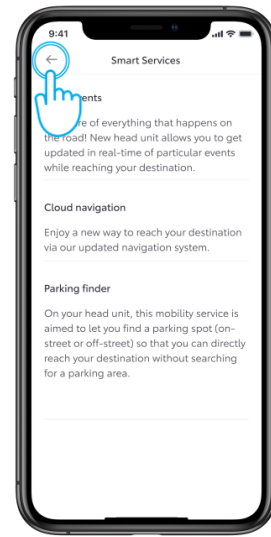 9:41
Smart Services
ents
re of everything that happens on
the road! New head unit allows you to get
updated in real-time of particular events
while reaching your destination.
Cloud navigation
Enjoy a new way to reach your destination
via our updated navigation system.
Parking finder
On your head unit, this mobility service is
aimed to let you find a parking spot (on-
street or off-street) so that you can directly
reach your destination without searching
for a parking area.